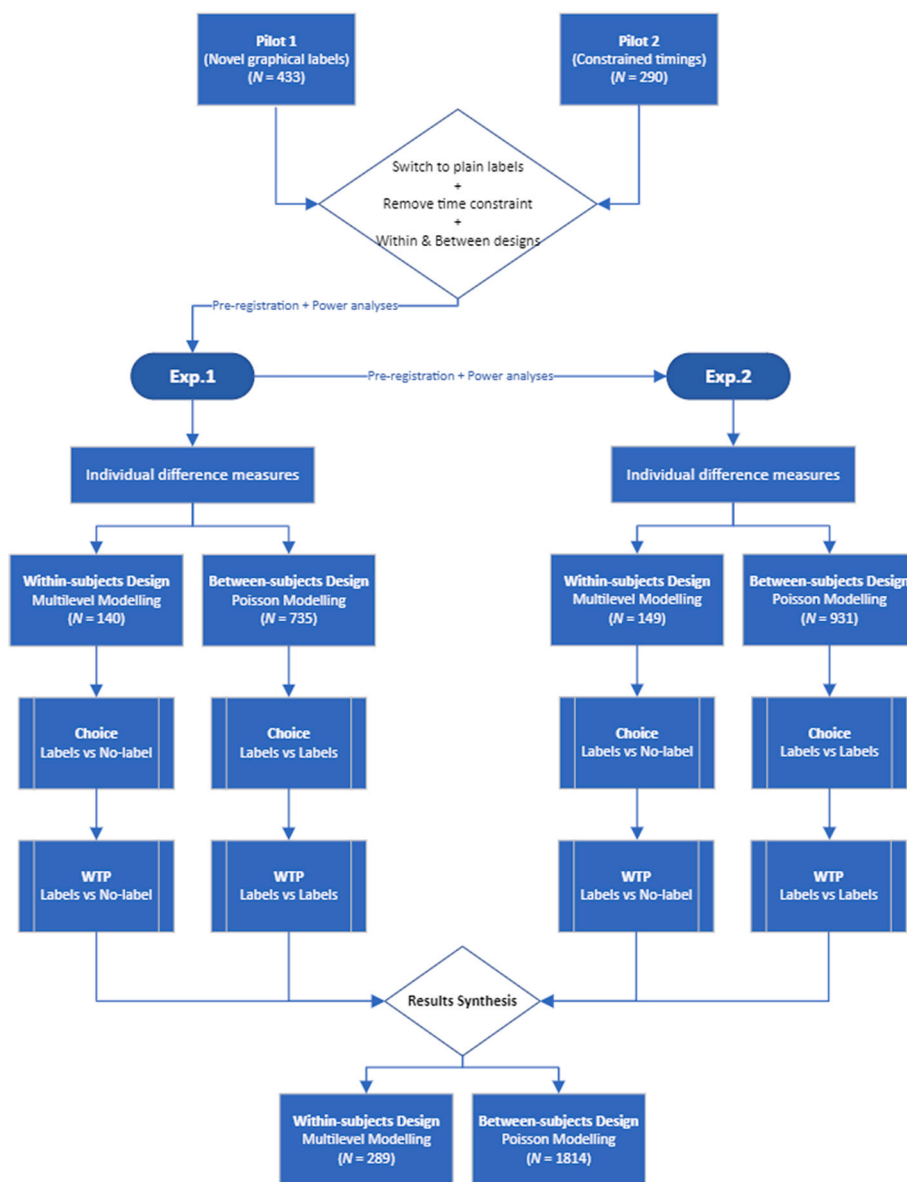 Pilot 1
(Novel graphical labels)
(N = 433)
Pilot 2
(Constrained timings)
(N = 290)
Switch to plain labels
+
Remove time constraint
+
Within & Between designs
Pre-registration + Power analyses
Exp.1
Pre-registration + Power analyses
Exp.2
Individual difference measures
Individual difference measures
Within-subjects Design
Multilevel Modelling
(N = 140)
Between-subjects Design
Poisson Modelling
(N = 735)
Within-subjects Design
Multilevel Modelling
(N = 149)
Between-subjects Design
Poisson Modelling
(N = 931)
Choice
Labels vs No-label
Choice
Labels vs Labels
Choice
Labels vs No-label
Choice
Labels vs Labels
WTP
Labels vs No-label
WTP
Labels vs Labels
WTP
Labels vs No-label
WTP
Labels vs Labels
Results Synthesis
Within-subjects Design
Multilevel Modelling
(N = 289)
Between-subjects Design
Poisson Modelling
(N = 1814)